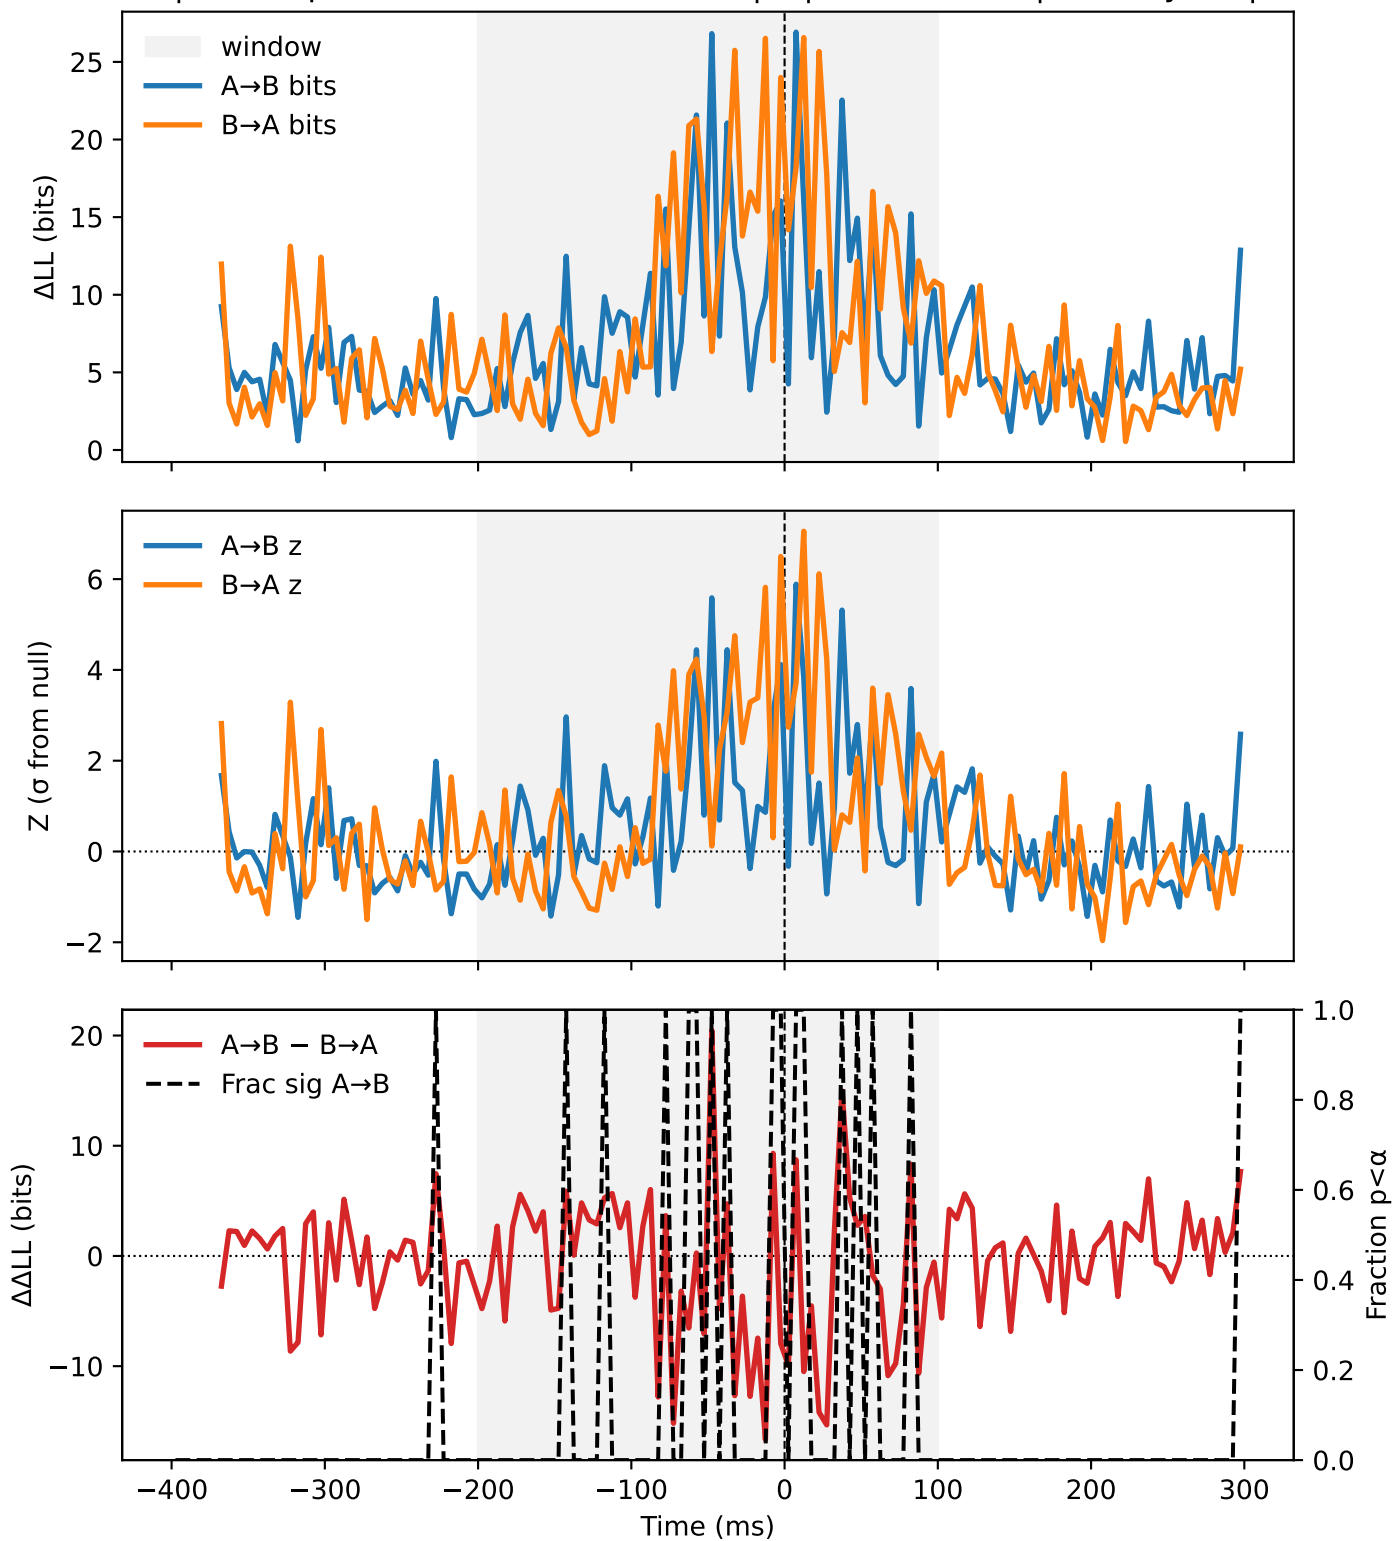 window
A→B bits
B→A bits
ΔLL (bits)
25
20
15
10
5
0
A→B z
B→A z
Z (σ from null)
6
4
2
0
−2
A→B − B→A
Frac sig A→B
ΔΔLL (bits)
20
10
0
−10
1.0
0.8
0.6
0.4
0.2
0.0
Fraction p<α
−400 −300 −200 −100 0 100 200 300
Time (ms)